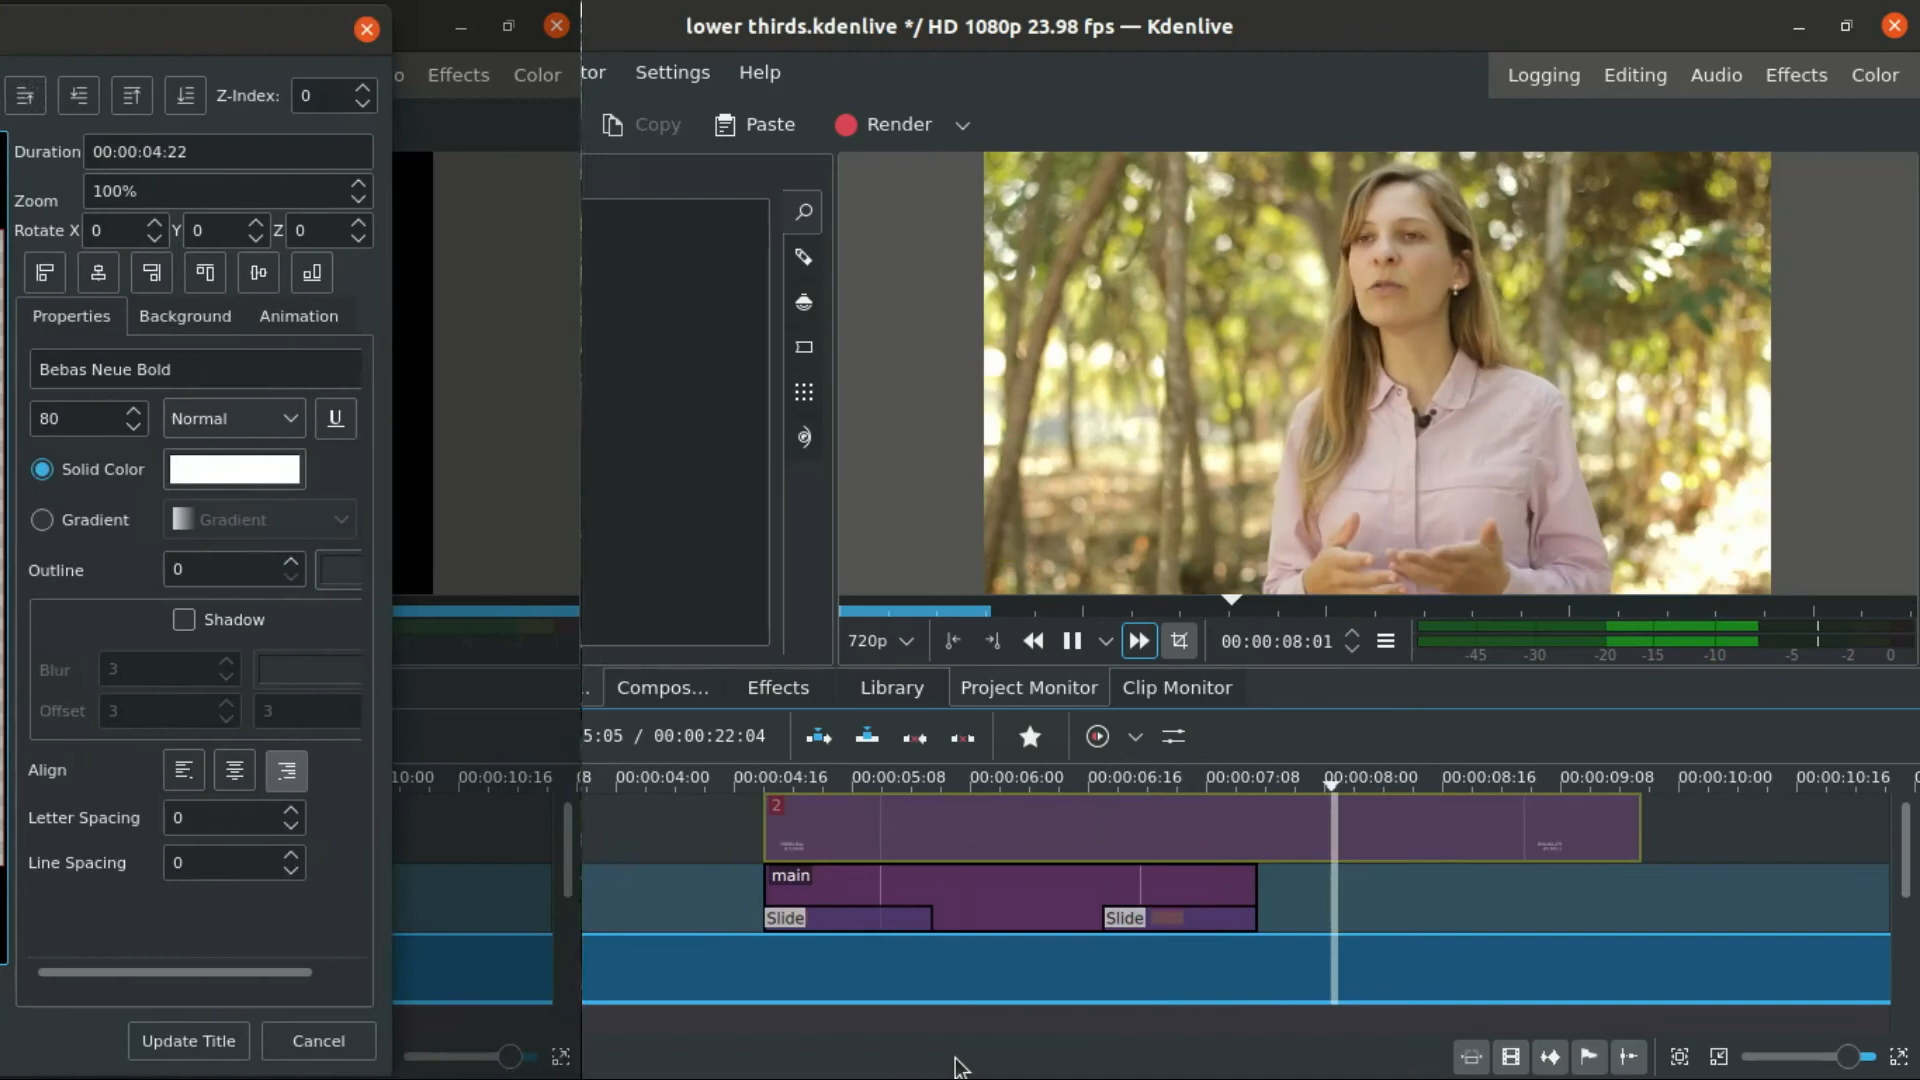 Z-Index: 0
Duration 00:00:04:22
Zoom 100%
Rotate X 0 Y 0 Z 0
Properties Background Animation
Bebas Neue Bold
80 Normal U
Solid Color
Gradient Gradient
Outline 0
Shadow
Blur 3
Offset 3 3
Align
Letter Spacing 0
Line Spacing 0
Update Title Cancel
o Effects Color
10:00 00:00:10:16
lower thirds.kdenlive */ HD 1080p 23.98 fps — Kdenlive
tor Settings Help
Logging Editing Audio Effects Color
Copy Paste Render
720p 00:00:08:01
-45 -30 -20 -15 -10 -5 -2 0
.. Compos... Effects Library Project Monitor Clip Monitor
5:05 / 00:00:22:04
8 00:00:04:00 00:00:04:16 00:00:05:08 00:00:06:00 00:00:06:16 00:00:07:08 00:00:08:00 00:00:08:16 00:00:09:08 00:00:10:00 00:00:10:16
2
main
Slide Slide